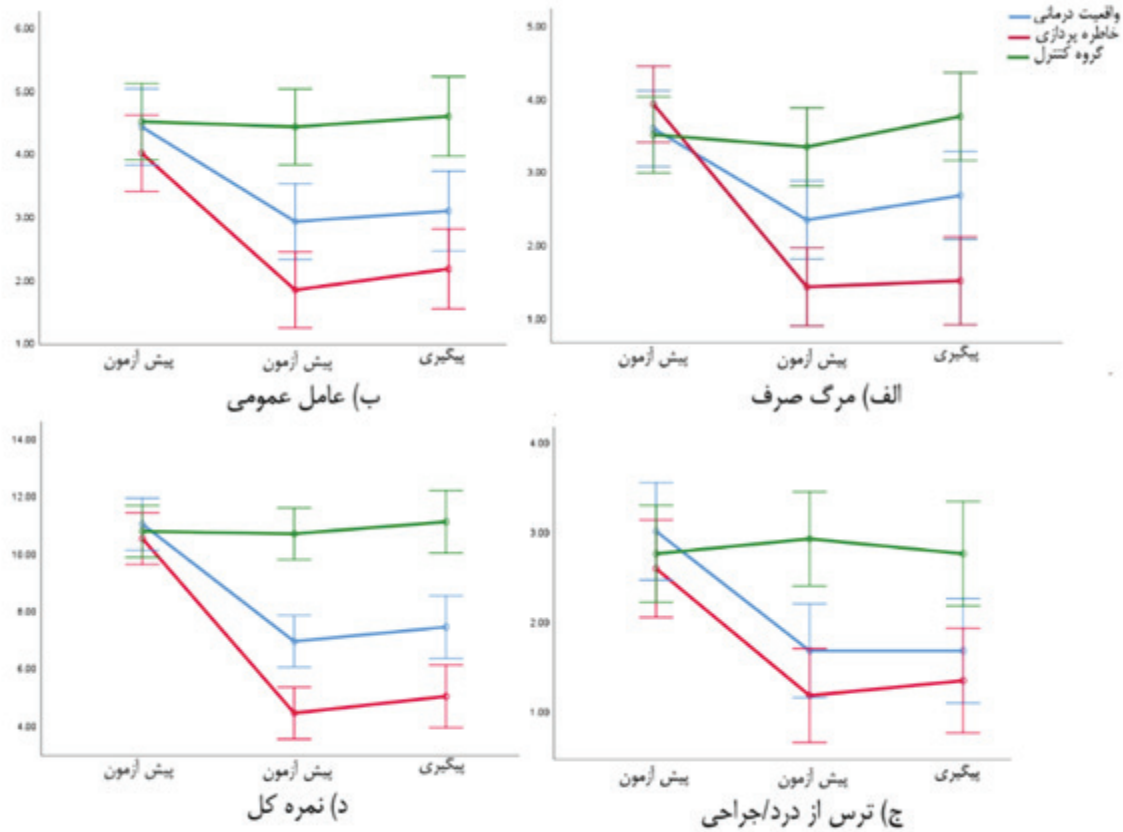 واقعیت درمانی
خاطره پردازی
گروه کنترل
5.00
4.00
3.00
2.00
1.00
پیش آزمون
پیش آزمون
پیگیری
الف) مرگ صرف
6.00
5.00
4.00
3.00
2.00
1.00
پیش آزمون
پیش آزمون
پیگیری
ب) عامل عمومی
4.00
3.00
2.00
1.00
پیش آزمون
پیش آزمون
پیگیری
ج) ترس از درد/جراحی
14.00
12.00
10.00
8.00
6.00
4.00
پیش آزمون
پیش آزمون
پیگیری
د) نمره کل